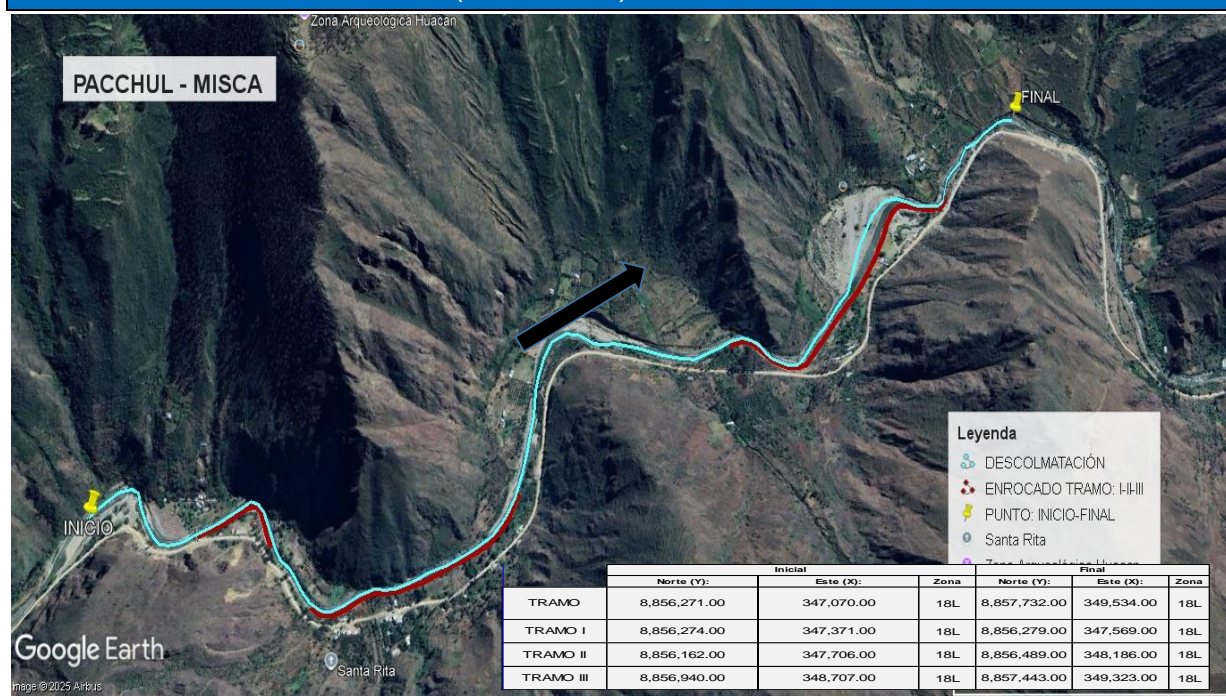 Zona Arqueológica Huacan
PACCHUL - MISCA
FINAL
INICIO
Leyenda
DESCOLMATACIÓN
ENROCADO TRAMO: I-II-III
PUNTO: INICIO-FINAL
Santa Rita
Zona Arqueológica Huacan
Inicial Final
Norte (Y): Este (X): Zona Norte (Y): Este (X): Zona
TRAMO 8,856,271.00 347,070.00 18L 8,857,732.00 349,534.00 18L
TRAMO I 8,856,274.00 347,371.00 18L 8,856,279.00 347,569.00 18L
TRAMO II 8,856,162.00 347,706.00 18L 8,856,489.00 348,186.00 18L
TRAMO III 8,856,940.00 348,707.00 18L 8,857,443.00 349,323.00 18L
Google Earth
Santa Rita
Image © 2025 Airbus